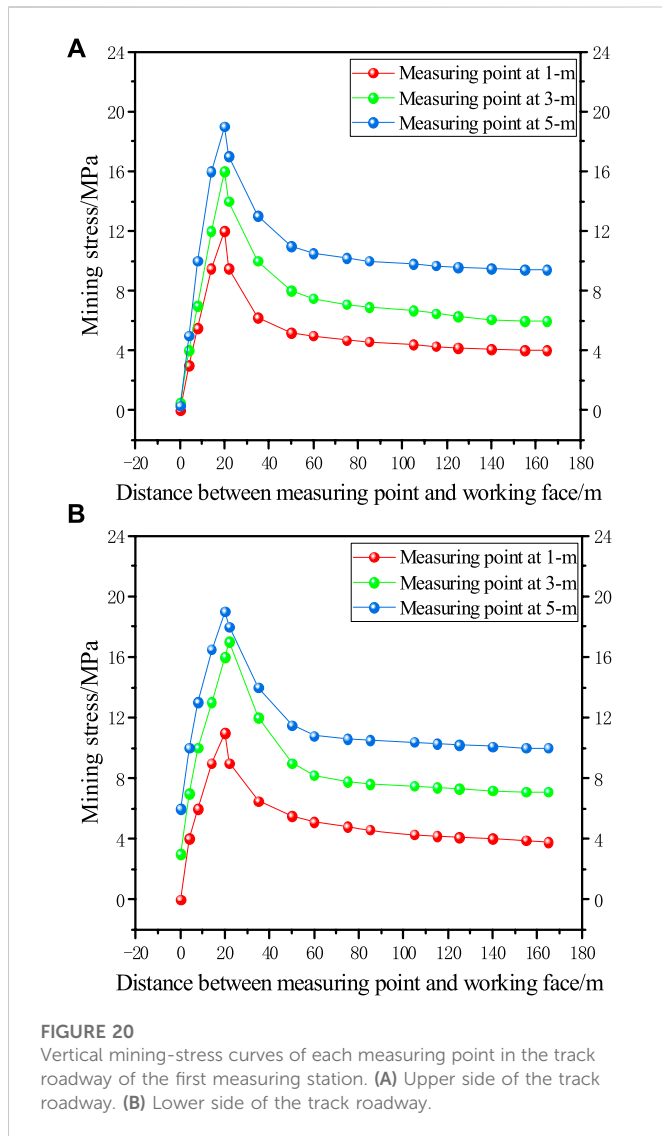 A
24 24
Measuring point at 1-m
Measuring point at 3-m
Measuring point at 5-m
20 20
16 16
12 12
8 8
4 4
0 0
Mining stress/MPa
-20 0 20 40 60 80 100 120 140 160 180
Distance between measuring point and working face/m
B
24 24
Measuring point at 1-m
Measuring point at 3-m
Measuring point at 5-m
20 20
16 16
12 12
8 8
4 4
0 0
Mining stress/MPa
-20 0 20 40 60 80 100 120 140 160 180
Distance between measuring point and working face/m
FIGURE 20
Vertical mining-stress curves of each measuring point in the track
roadway of the first measuring station. (A) Upper side of the track
roadway. (B) Lower side of the track roadway.